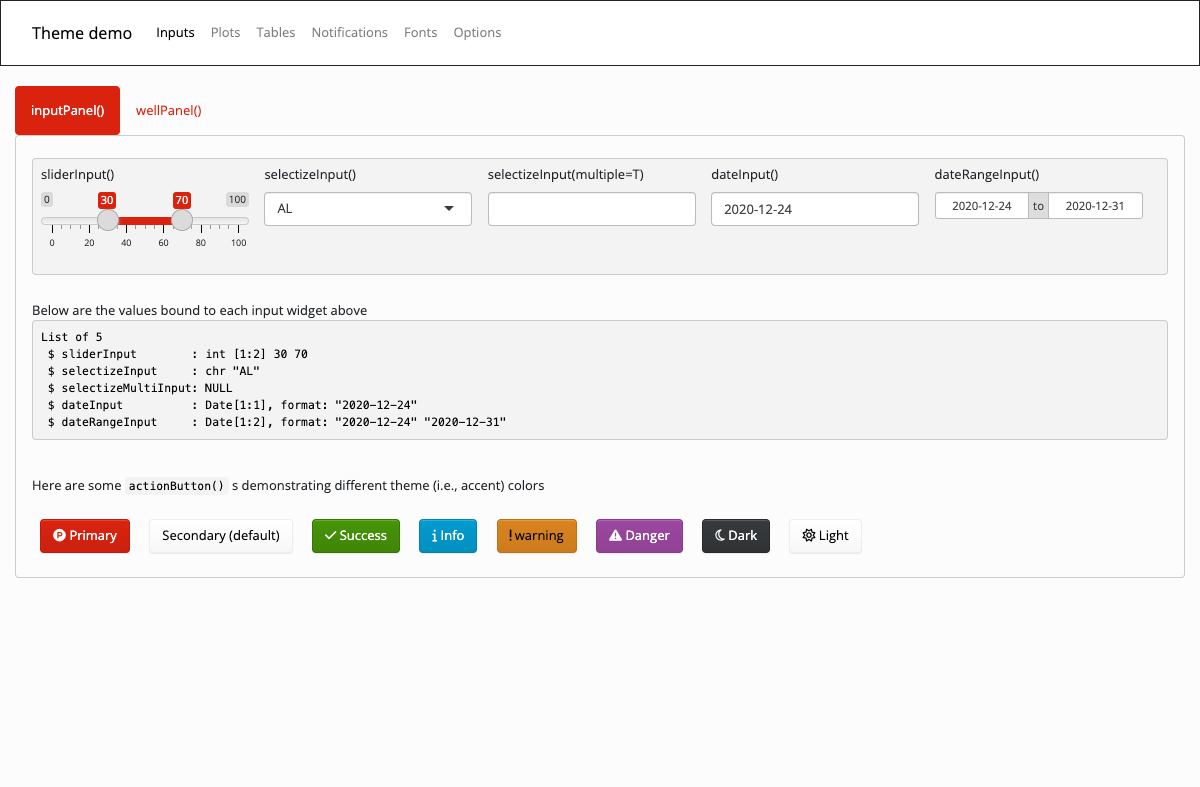 Theme demo Inputs Plots Tables Notifications Fonts Options
inputPanel() wellPanel()
sliderInput() selectizeInput() selectizeInput(multiple=T) dateInput() dateRangeInput()
0 30 70 100
AL 2020-12-24 2020-12-24 to 2020-12-31
0 20 40 60 80 100
Below are the values bound to each input widget above
List of 5
 $ sliderInput        : int [1:2] 30 70
 $ selectizeInput     : chr "AL"
 $ selectizeMultiInput: NULL
 $ dateInput          : Date[1:1], format: "2020-12-24"
 $ dateRangeInput     : Date[1:2], format: "2020-12-24" "2020-12-31"
Here are some actionButton() s demonstrating different theme (i.e., accent) colors
Primary Secondary (default) Success Info warning Danger Dark Light